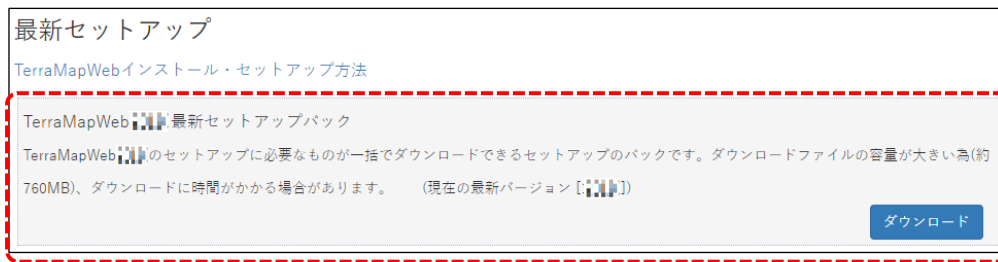 最新セットアップ
TerraMapWebインストール・セットアップ方法
TerraMapWeb 最新セットアップパック
TerraMapWeb のセットアップに必要なものが一括でダウンロードできるセットアップのパックです。ダウンロードファイルの容量が大きい為(約
760MB)、ダウンロードに時間がかかる場合があります。　　(現在の最新バージョン [ ])
ダウンロード